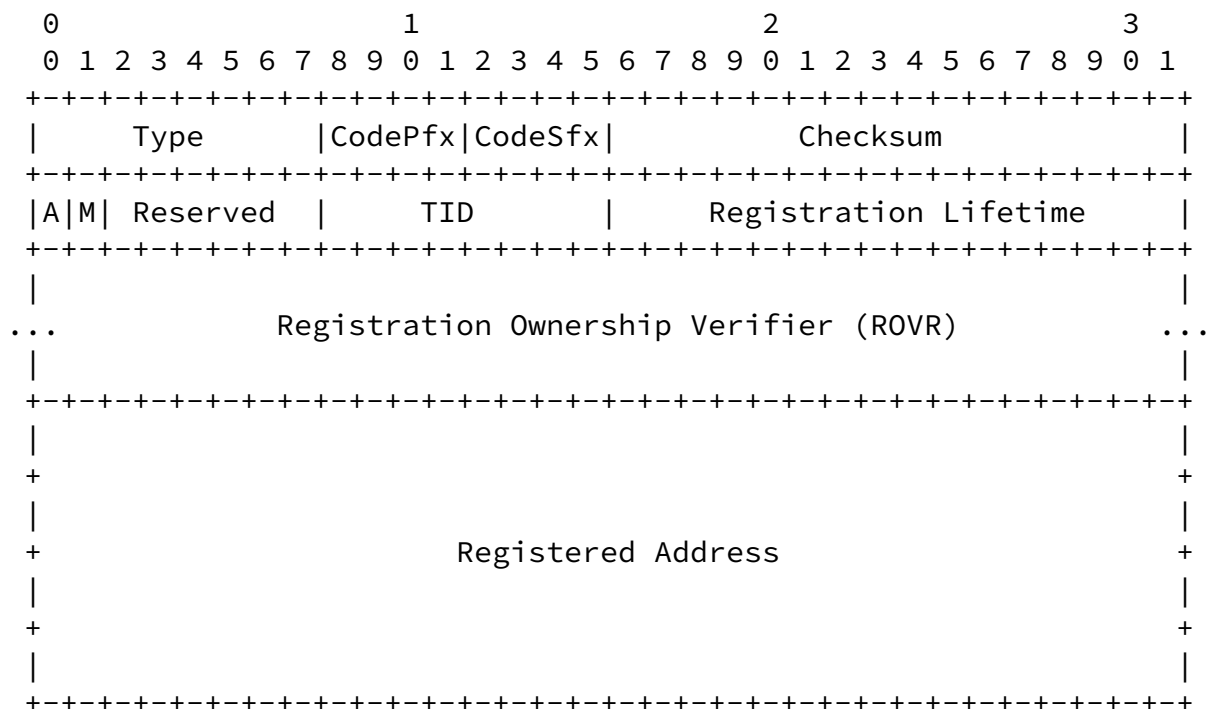 0                   1                   2                   3
 0 1 2 3 4 5 6 7 8 9 0 1 2 3 4 5 6 7 8 9 0 1 2 3 4 5 6 7 8 9 0 1
+-+-+-+-+-+-+-+-+-+-+-+-+-+-+-+-+-+-+-+-+-+-+-+-+-+-+-+-+-+-+-+-+
|     Type      |CodePfx|CodeSfx|          Checksum             |
+-+-+-+-+-+-+-+-+-+-+-+-+-+-+-+-+-+-+-+-+-+-+-+-+-+-+-+-+-+-+-+-+
|A|M| Reserved  |     TID       |     Registration Lifetime     |
+-+-+-+-+-+-+-+-+-+-+-+-+-+-+-+-+-+-+-+-+-+-+-+-+-+-+-+-+-+-+-+-+
|                                                               |
...            Registration Ownership Verifier (ROVR)           ...
|                                                               |
+-+-+-+-+-+-+-+-+-+-+-+-+-+-+-+-+-+-+-+-+-+-+-+-+-+-+-+-+-+-+-+-+
|                                                               |
+                                                               +
|                                                               |
+                       Registered Address                      +
|                                                               |
+                                                               +
|                                                               |
+-+-+-+-+-+-+-+-+-+-+-+-+-+-+-+-+-+-+-+-+-+-+-+-+-+-+-+-+-+-+-+-+